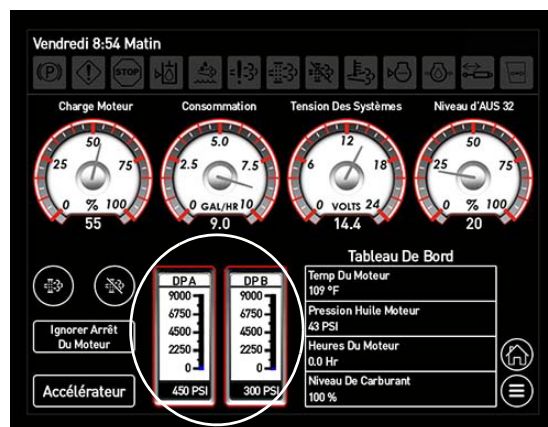 Vendredi 8:54 Matin
(P)
STOP
Charge Moteur
Consommation
Tension Des Systèmes
Niveau d'AUS 32
0 25 50 75 100
%
55
0 2.5 5.0 7.5 10
GAL/HR
9.0
0 6 12 18 24
VOLTS
14.4
0 25 50 75 100
%
20
Ignorer Arrêt
Du Moteur
Accélérateur
DP A
9000
6750
4500
2250
0
450 PSI
DP B
9000
6750
4500
2250
0
300 PSI
Tableau De Bord
Temp Du Moteur
109 °F
Pression Huile Moteur
43 PSI
Heures Du Moteur
0.0 Hr
Niveau De Carburant
100 %